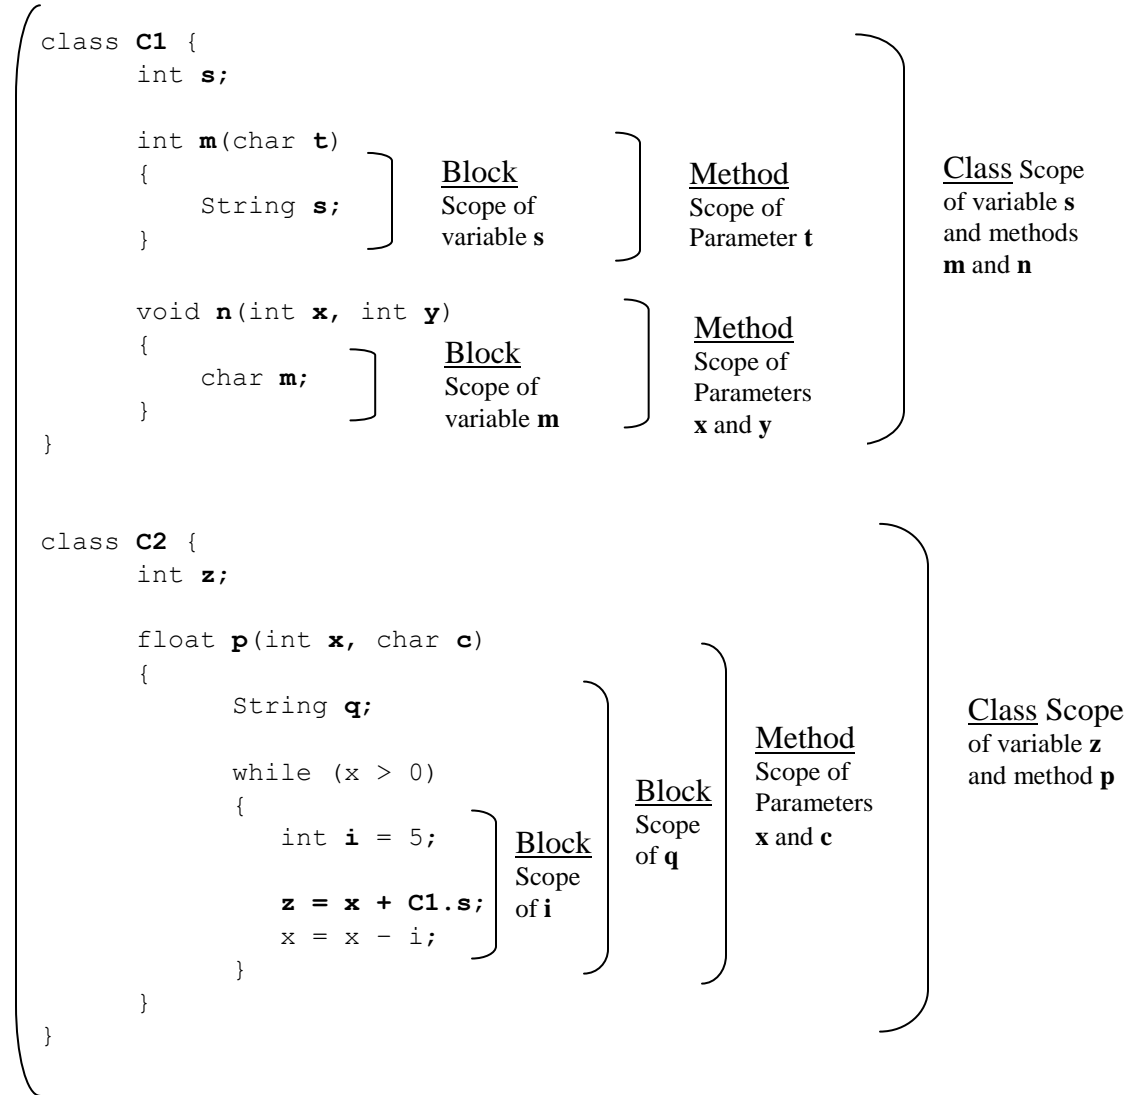 class C1 {
int s;
int m(char t)
{
String s;
}
Block
Scope of
variable s
Method
Scope of
Parameter t
Class Scope
of variable s
and methods
m and n
void n(int x, int y)
{
char m;
}
}
Block
Scope of
variable m
Method
Scope of
Parameters
x and y
class C2 {
int z;
float p(int x, char c)
{
String q;
while (x > 0)
{
int i = 5;
z = x + C1.s;
x = x – i;
}
}
}
Block
Scope
of i
Block
Scope
of q
Method
Scope of
Parameters
x and c
Class Scope
of variable z
and method p